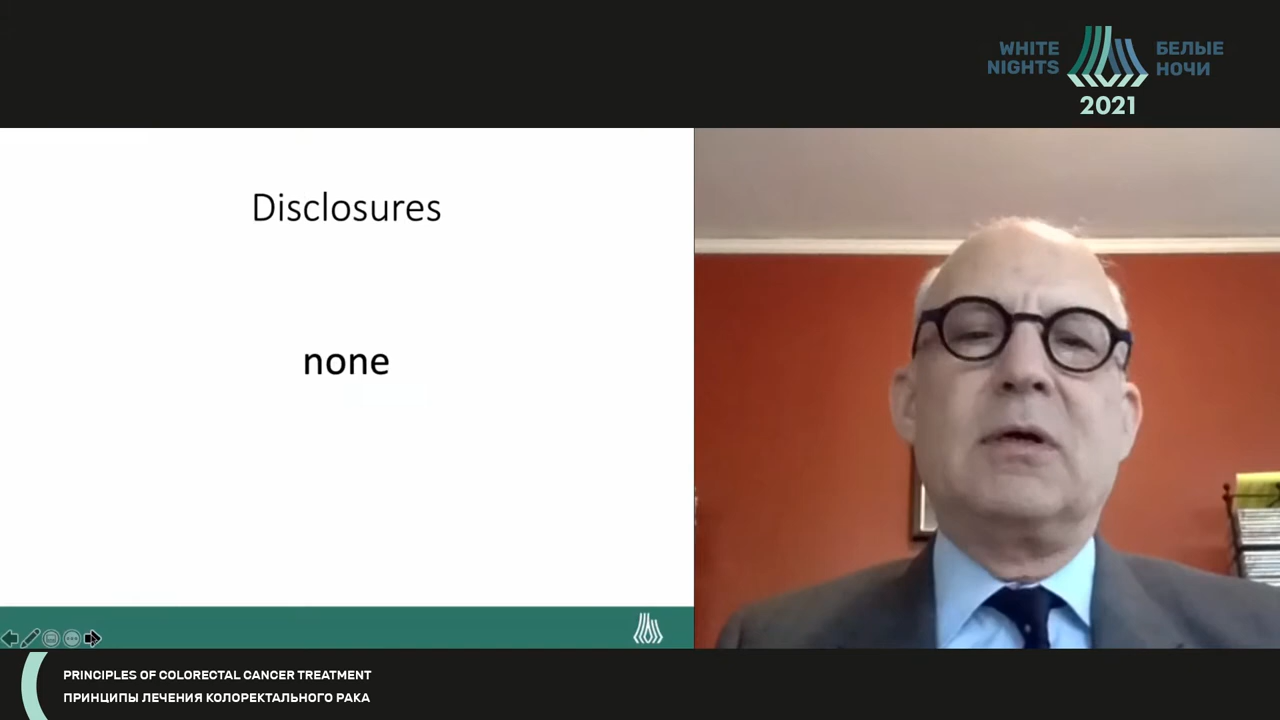 WHITE
NIGHTS
БЕЛЫЕ
НОЧИ
2021
Disclosures
none
PRINCIPLES OF COLORECTAL CANCER TREATMENT
ПРИНЦИПЫ ЛЕЧЕНИЯ КОЛОРЕКТАЛЬНОГО РАКА